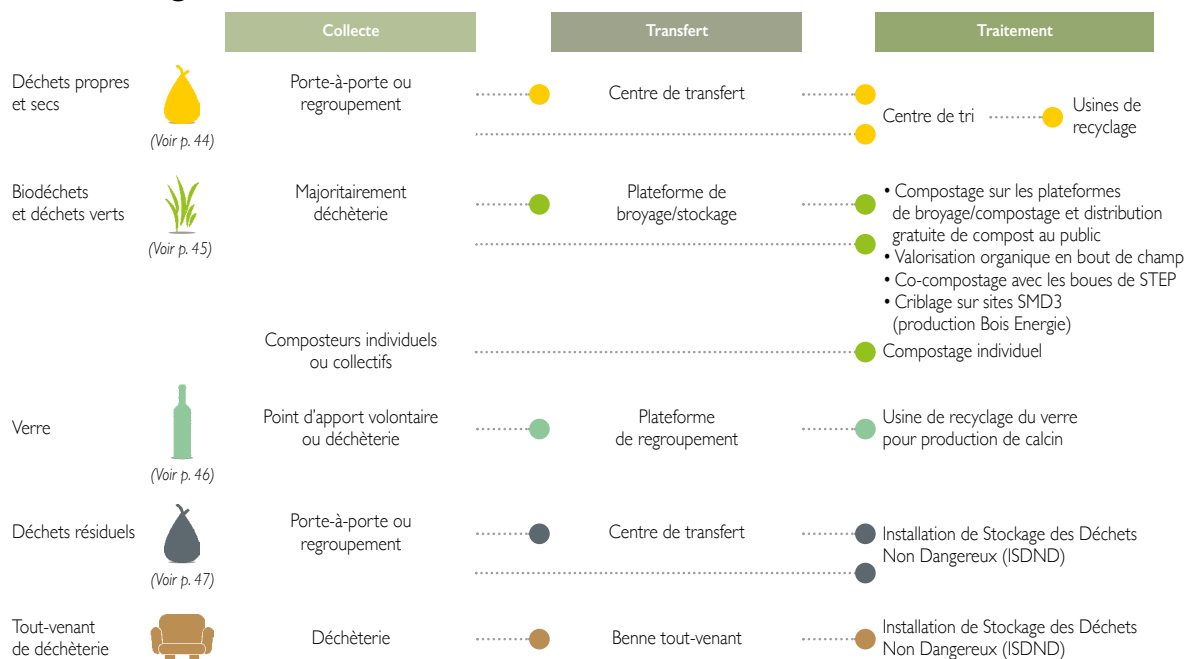 Collecte
Transfert
Traitement
Déchets propres
et secs
(Voir p. 44)
Porte-à-porte ou
regroupement
Centre de transfert
Centre de tri
Usines de
recyclage
Biodéchets
et déchets verts
(Voir p. 45)
Majoritairement
déchèterie
Plateforme de
broyage/stockage
• Compostage sur les plateformes
de broyage/compostage et distribution
gratuite de compost au public
• Valorisation organique en bout de champ
• Co-compostage avec les boues de STEP
• Criblage sur sites SMD3
(production Bois Energie)
Composteurs individuels
ou collectifs
Compostage individuel
Verre
(Voir p. 46)
Point d'apport volontaire
ou déchèterie
Plateforme
de regroupement
Usine de recyclage du verre
pour production de calcin
Déchets résiduels
(Voir p. 47)
Porte-à-porte ou
regroupement
Centre de transfert
Installation de Stockage des Déchets
Non Dangereux (ISDND)
Tout-venant
de déchèterie
Déchèterie
Benne tout-venant
Installation de Stockage des Déchets
Non Dangereux (ISDND)